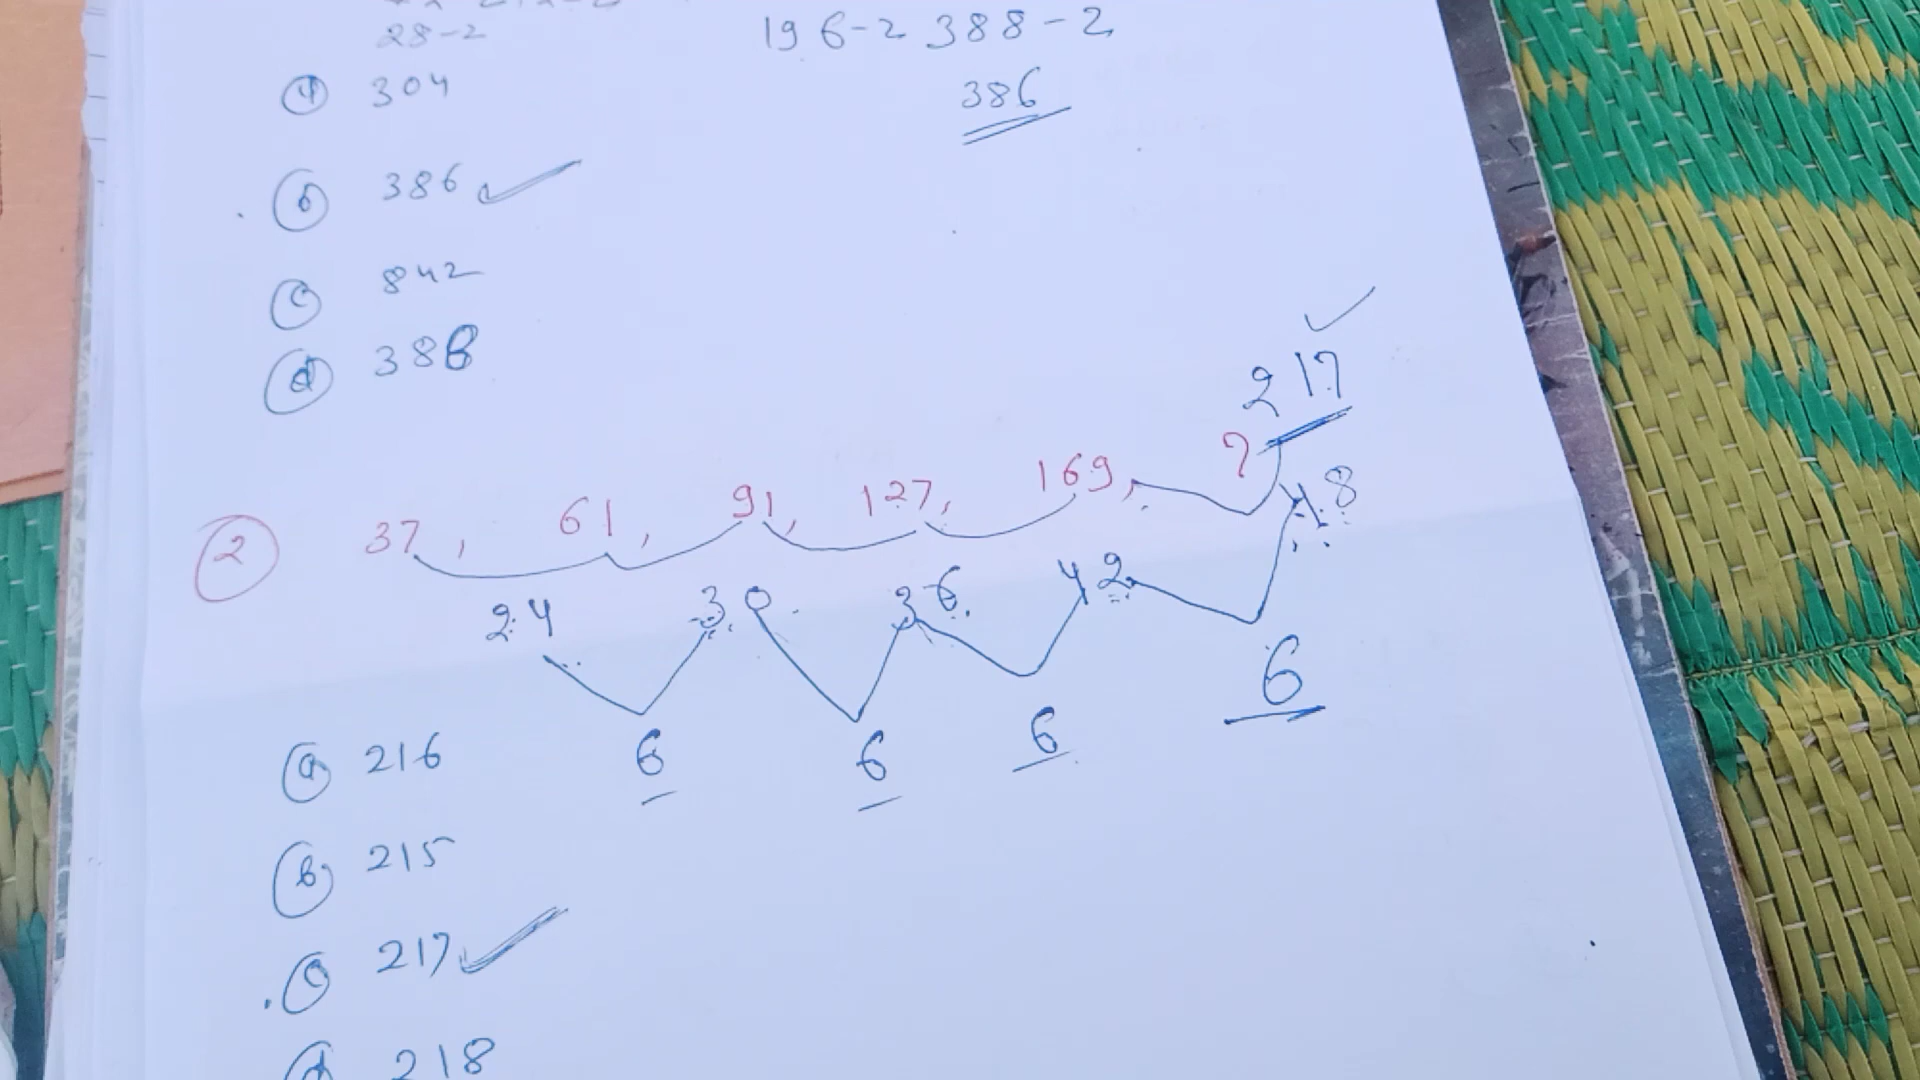 28-2
196-2 388-2
386
304
b 386
c 842
d 386
217
2 37, 61, 91, 127, 169, ?
24 30 36 42 48
6 6 6 6
a 216
b 215
c 217
d 218